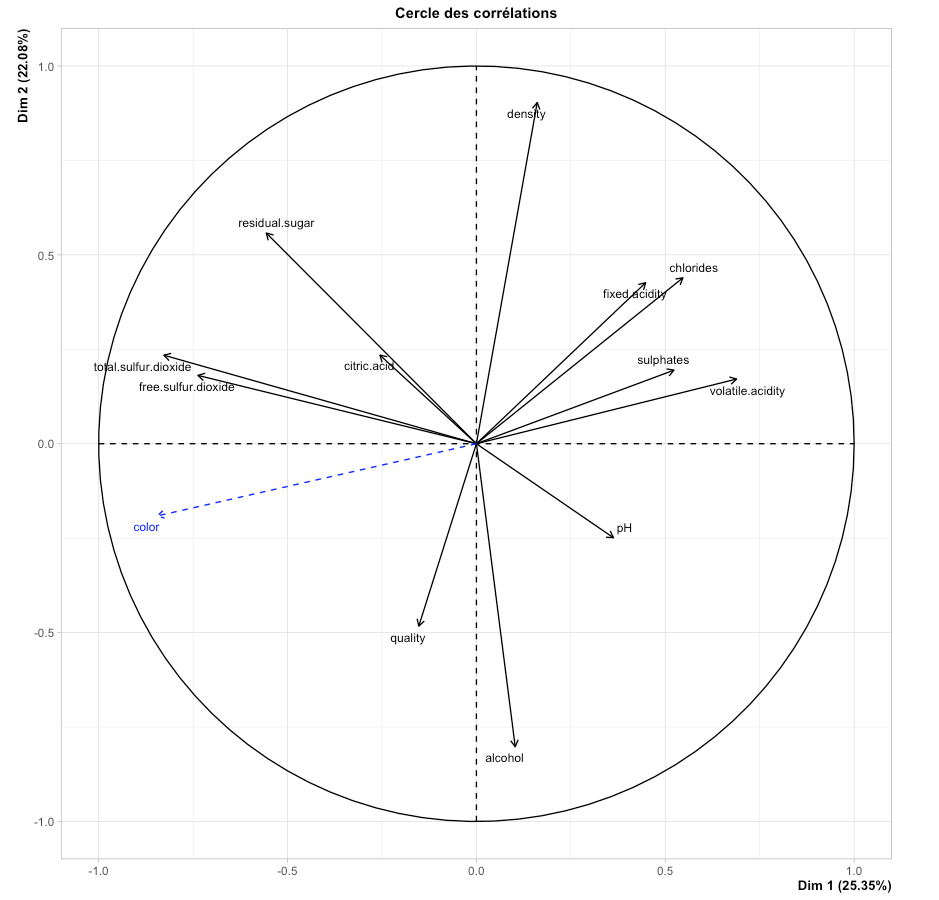 Cercle des corrélations
Dim 2 (22.08%)
1.0
0.5
0.0
-0.5
-1.0
density
residual.sugar
chlorides
fixed.acidity
sulphates
citric.acid
total.sulfur.dioxide
free.sulfur.dioxide
volatile.acidity
color
pH
quality
alcohol
-1.0
-0.5
0.0
0.5
1.0
Dim 1 (25.35%)